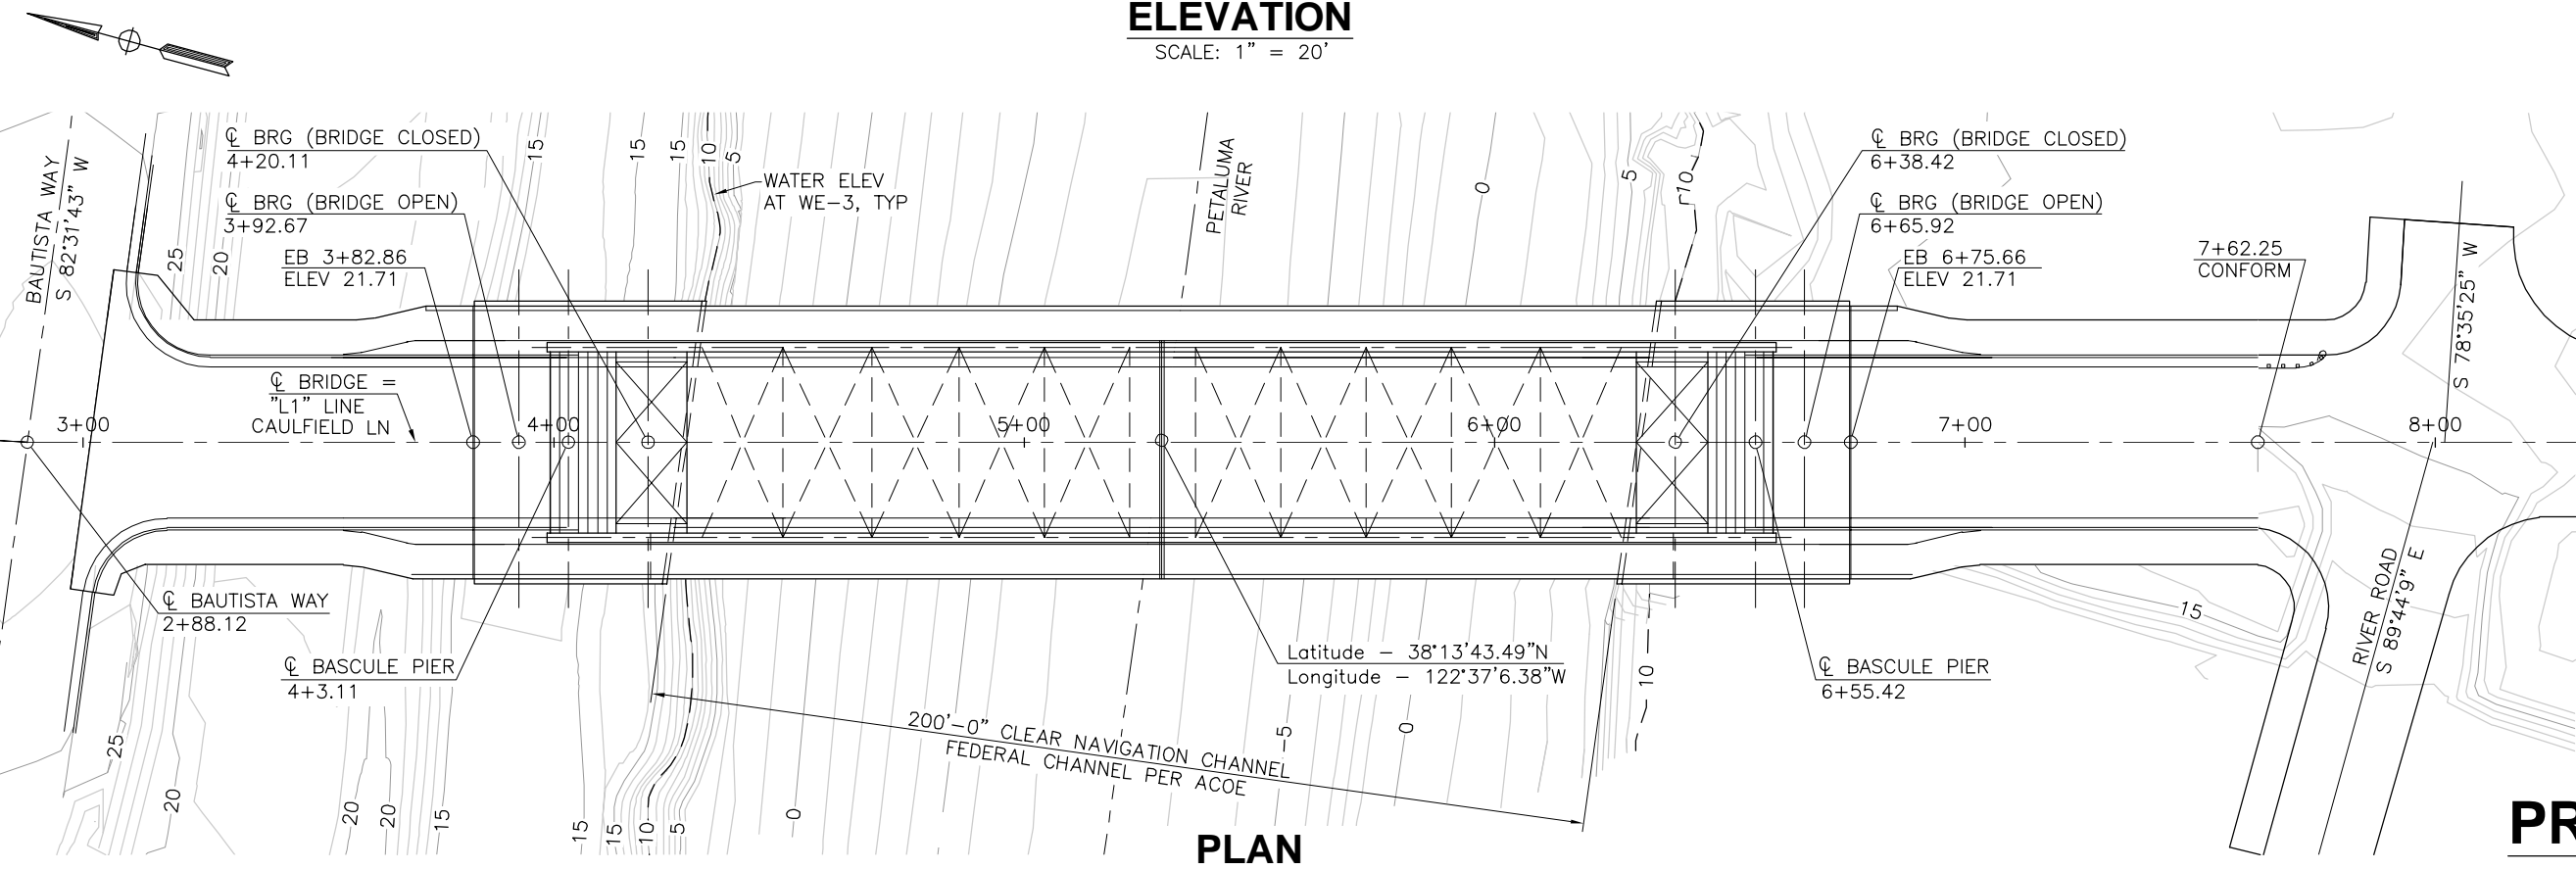 ELEVATION
SCALE: 1" = 20'
℄ BRG (BRIDGE CLOSED)
4+20.11
℄ BRG (BRIDGE OPEN)
3+92.67
EB 3+82.86
ELEV 21.71
BAUTISTA WAY
S 82°31'43" W
25
20
15
15
15
10
5
WATER ELEV
AT WE-3, TYP
PETALUMA
RIVER
0
5
10
℄ BRG (BRIDGE CLOSED)
6+38.42
℄ BRG (BRIDGE OPEN)
6+65.92
EB 6+75.66
ELEV 21.71
7+62.25
CONFORM
S 78°35'25" W
℄ BRIDGE =
"L1" LINE
CAULFIELD LN
3+00
4+00
5+00
6+00
7+00
8+00
℄ BAUTISTA WAY
2+88.12
℄ BASCULE PIER
4+3.11
Latitude - 38°13'43.49"N
Longitude - 122°37'6.38"W
℄ BASCULE PIER
6+55.42
RIVER ROAD
S 89°44'9" E
15
200'-0" CLEAR NAVIGATION CHANNEL
FEDERAL CHANNEL PER ACOE
25
20
20
20
15
15
15
10
5
0
-5
0
10
PLAN
PR